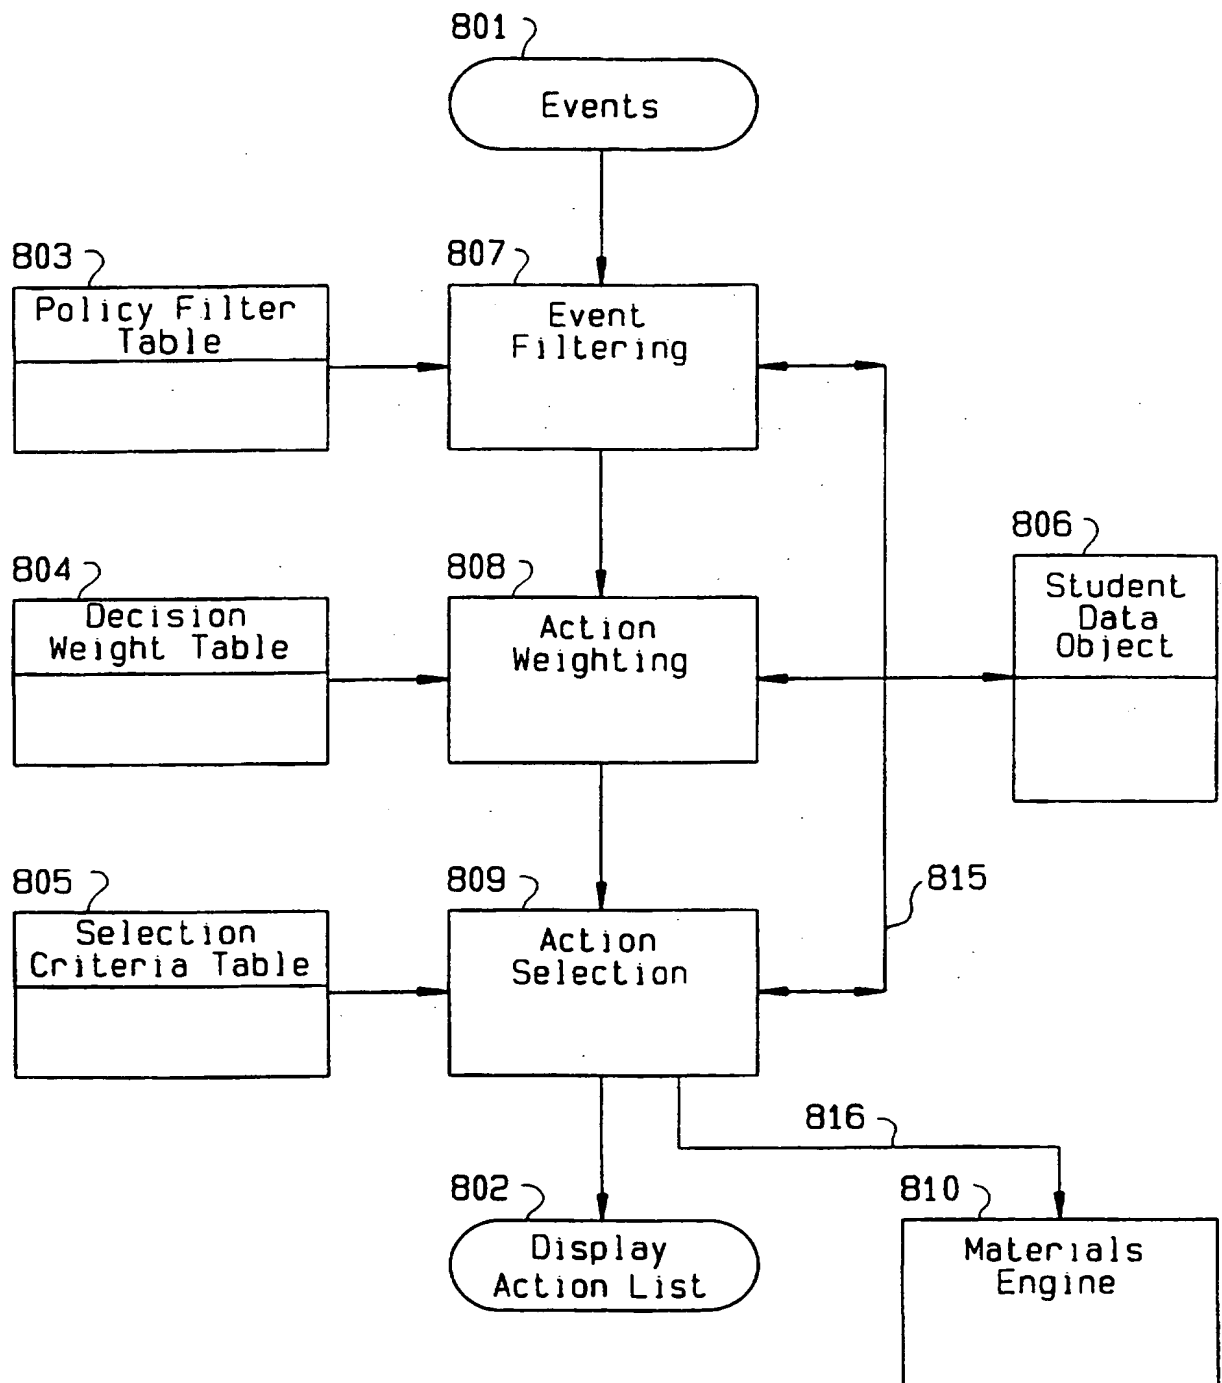 801
Events
803
Policy Filter
Table
807
Event
Filtering
806
Student
Data
Object
804
Decision
Weight Table
808
Action
Weighting
805
Selection
Criteria Table
809
Action
Selection
815
816
802
Display
Action List
810
Materials
Engine